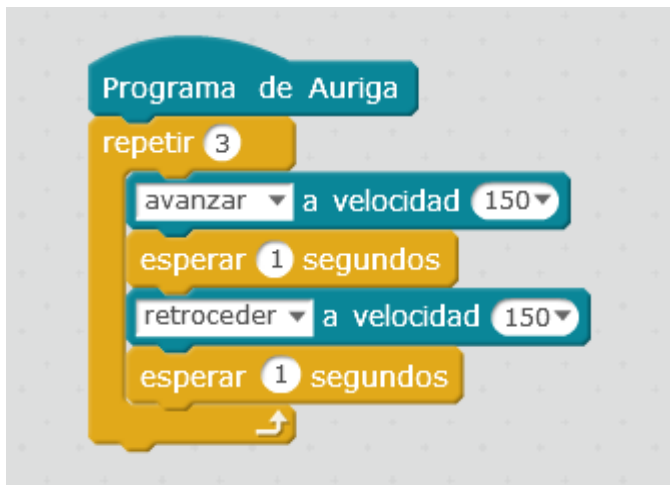 Programa de Auriga
repetir 3
avanzar a velocidad 150
esperar 1 segundos
retroceder a velocidad 150
esperar 1 segundos